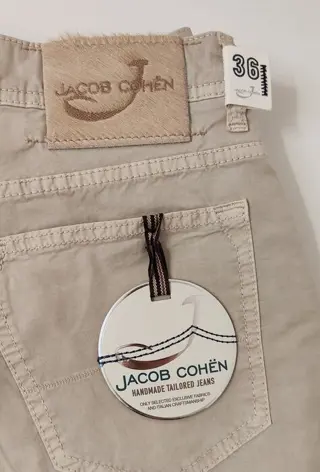 JACOB COHËN
36
JACOB COHËN
HANDMADE TAILORED JEANS
ONLY SELECTED EXCLUSIVE FABRICS
AND ITALIAN CRAFTSMANSHIP